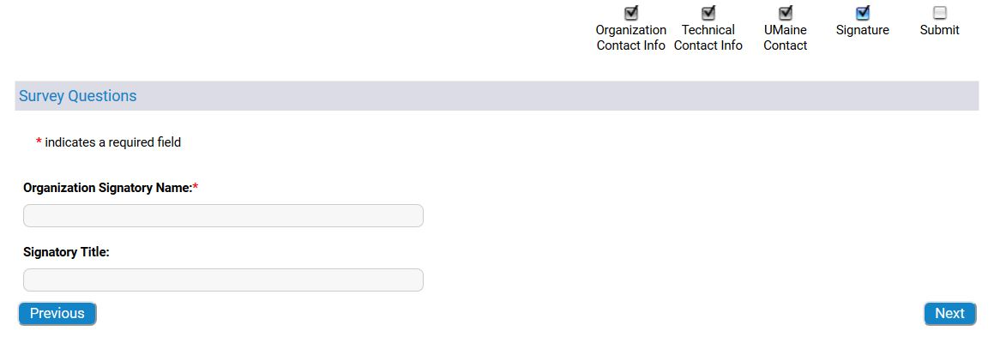 Organization Contact Info
Technical Contact Info
UMaine Contact
Signature
Submit
Survey Questions
* indicates a required field
Organization Signatory Name:*
Signatory Title:
Previous
Next